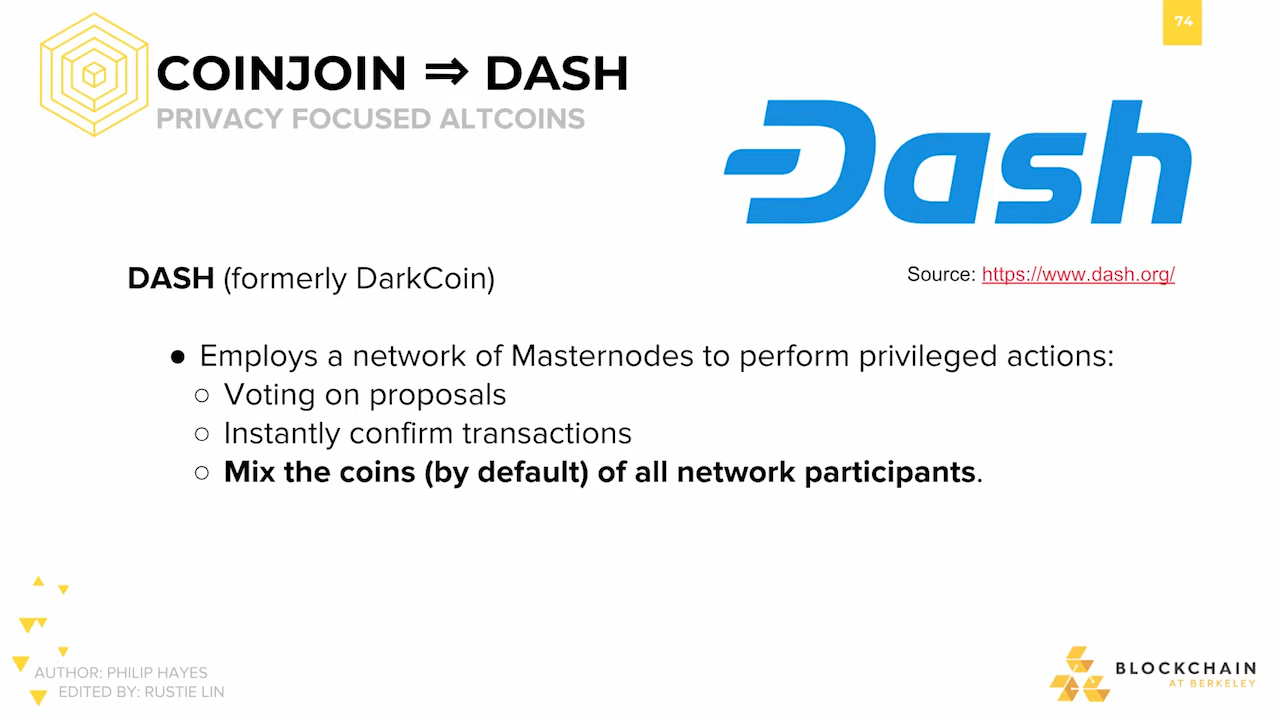 74
COINJOIN ⇒ DASH
PRIVACY FOCUSED ALTCOINS
Dash
Source: https://www.dash.org/
DASH (formerly DarkCoin)
● Employs a network of Masternodes to perform privileged actions:
○ Voting on proposals
○ Instantly confirm transactions
○ Mix the coins (by default) of all network participants.
AUTHOR: PHILIP HAYES
EDITED BY: RUSTIE LIN
BLOCKCHAIN
AT BERKELEY